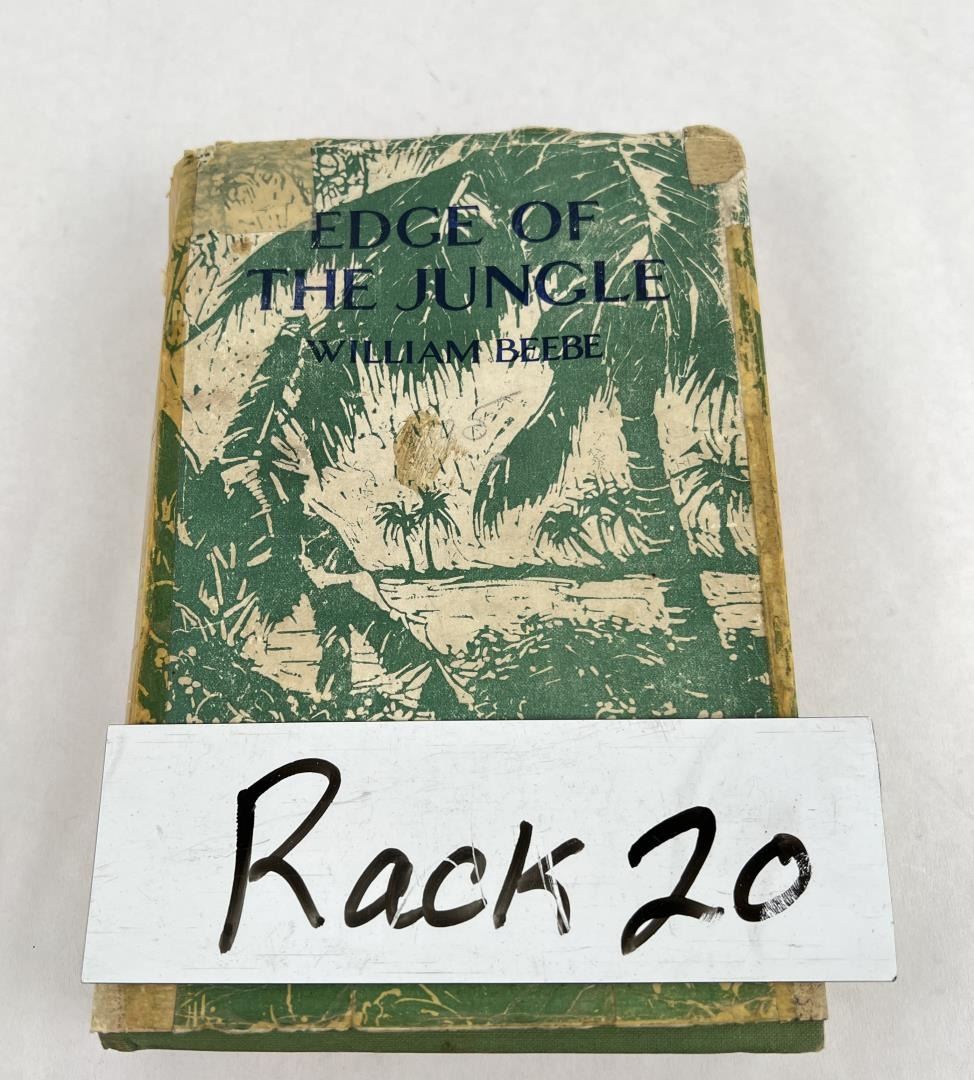 EDGE OF
THE JUNGLE
WILLIAM BEEBE
Rack 20